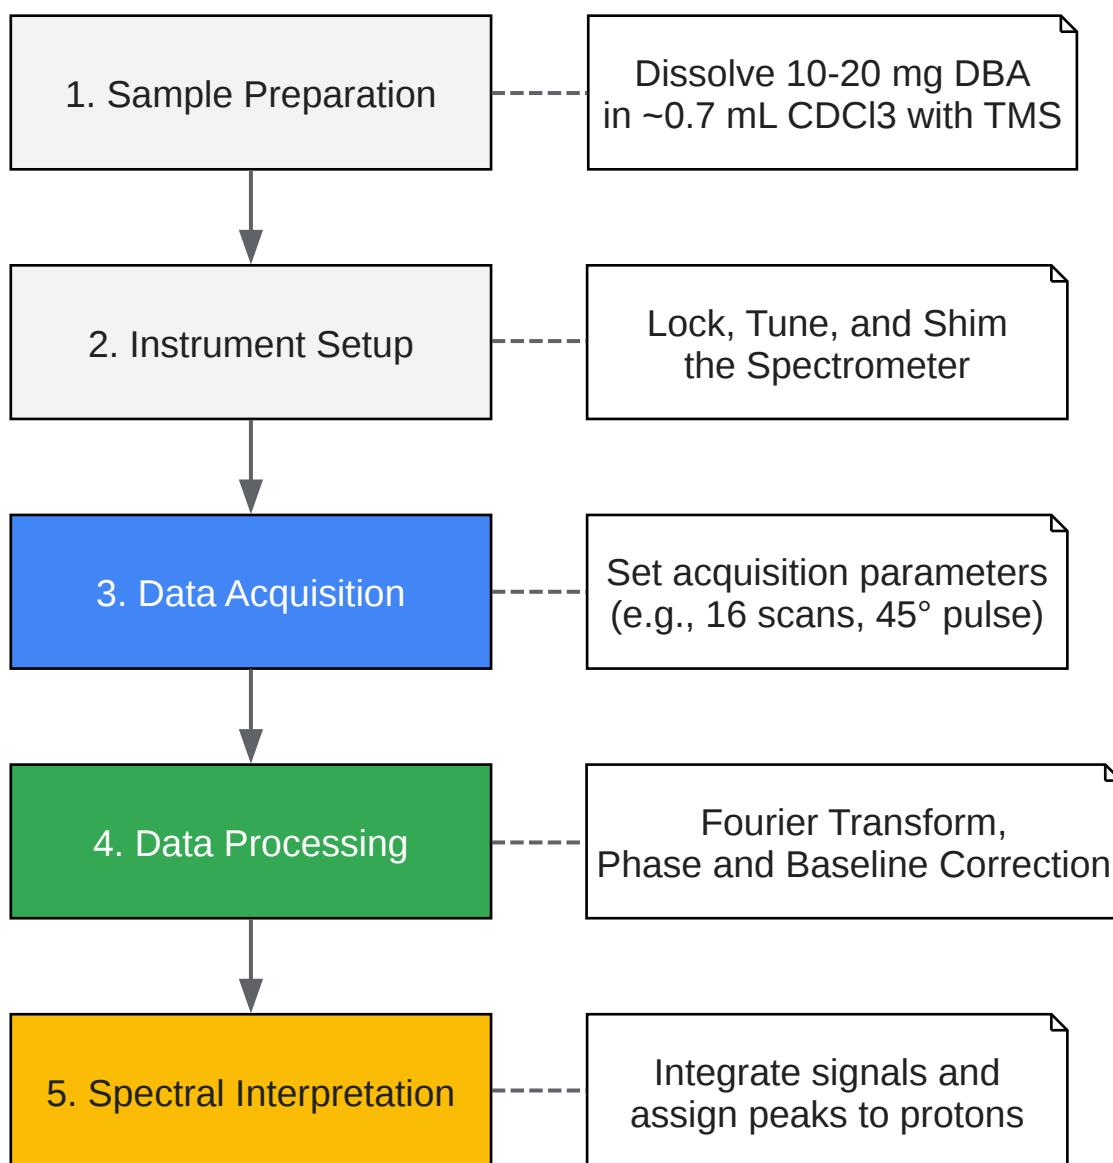 1. Sample Preparation
Dissolve 10-20 mg DBA
in ~0.7 mL CDCl3 with TMS
2. Instrument Setup
Lock, Tune, and Shim
the Spectrometer
3. Data Acquisition
Set acquisition parameters
(e.g., 16 scans, 45° pulse)
4. Data Processing
Fourier Transform,
Phase and Baseline Correction
5. Spectral Interpretation
Integrate signals and
assign peaks to protons